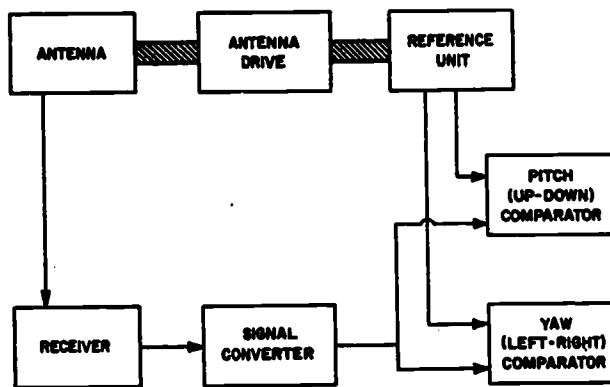 ANTENNA
ANTENNA
DRIVE
REFERENCE
UNIT
PITCH
(UP-DOWN)
COMPARATOR
RECEIVER
SIGNAL
CONVERTER
YAW
(LEFT-RIGHT)
COMPARATOR